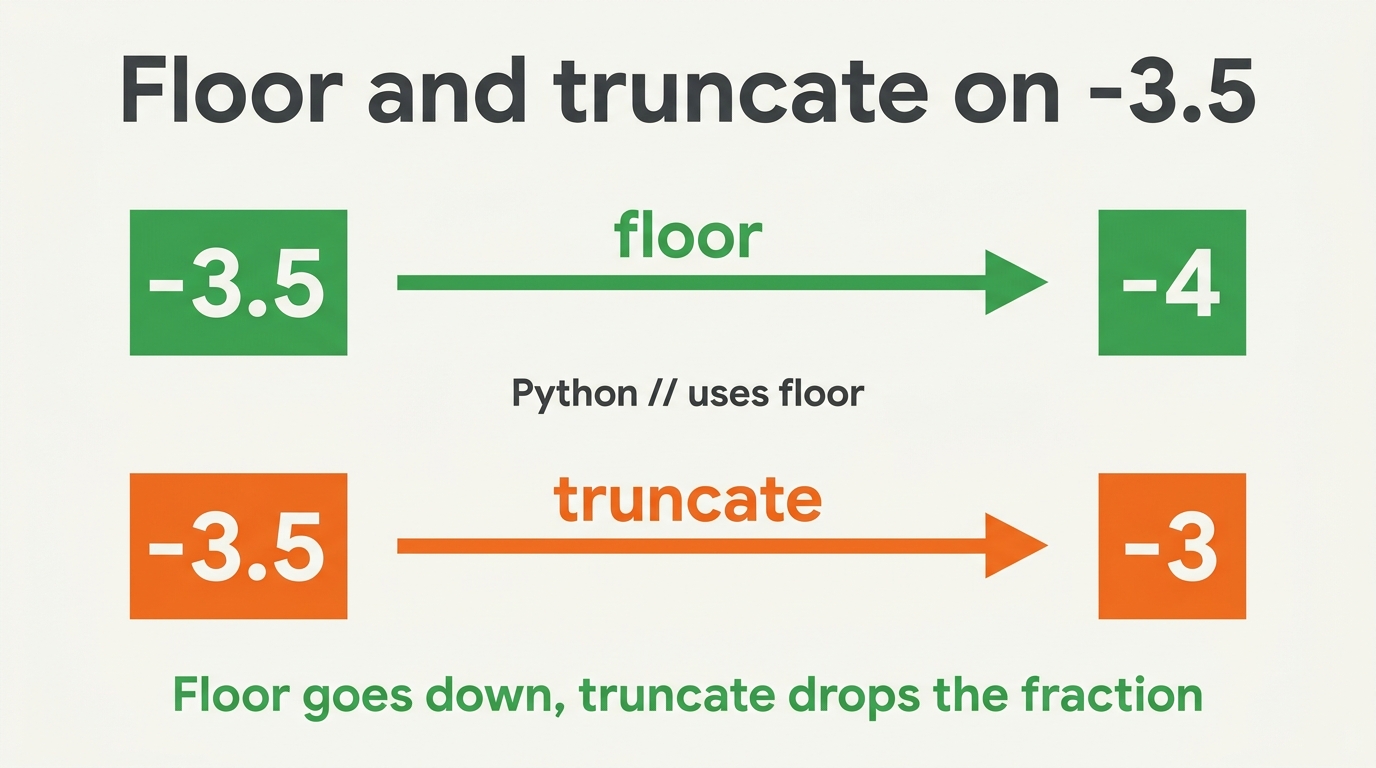 Floor and truncate on -3.5
floor
-3.5
-4
Python // uses floor
truncate
-3.5
-3
Floor goes down, truncate drops the fraction